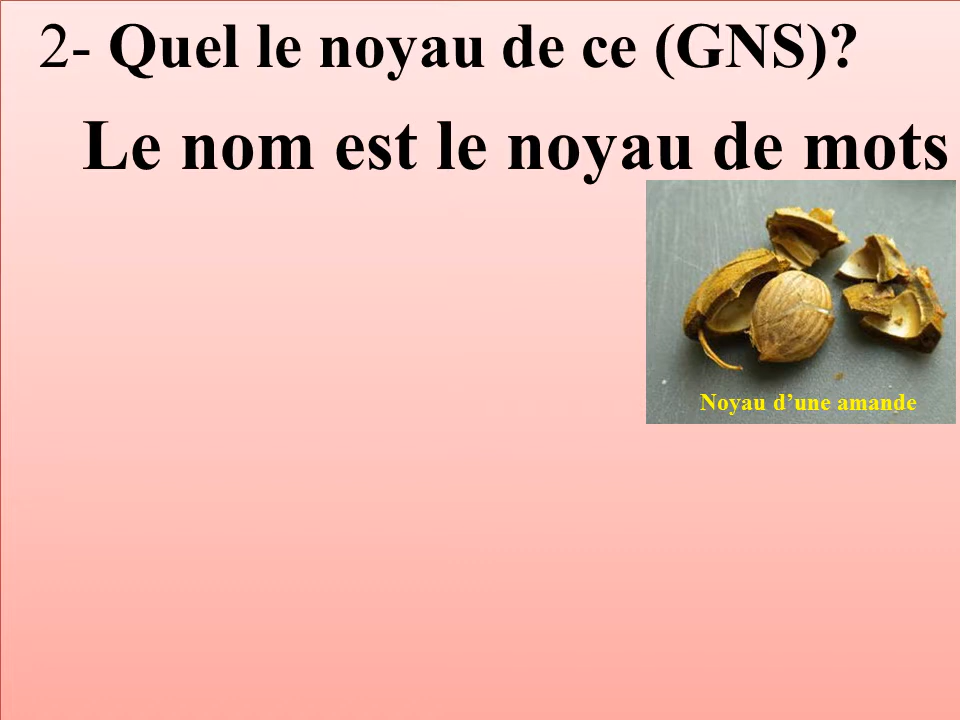 2- Quel le noyau de ce (GNS)?
Le nom est le noyau de mots
Noyau d’une amande